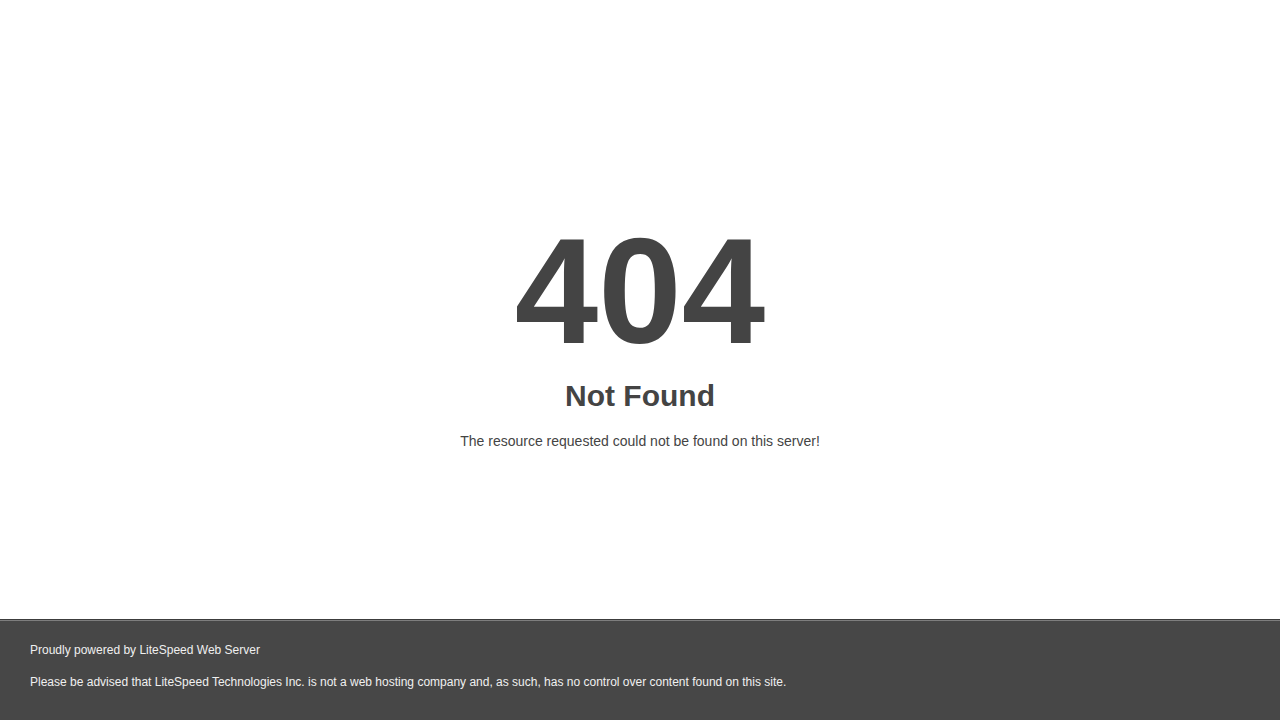 404
Not Found
The resource requested could not be found on this server!
Proudly powered by LiteSpeed Web Server
Please be advised that LiteSpeed Technologies Inc. is not a web hosting company and, as such, has no control over content found on this site.